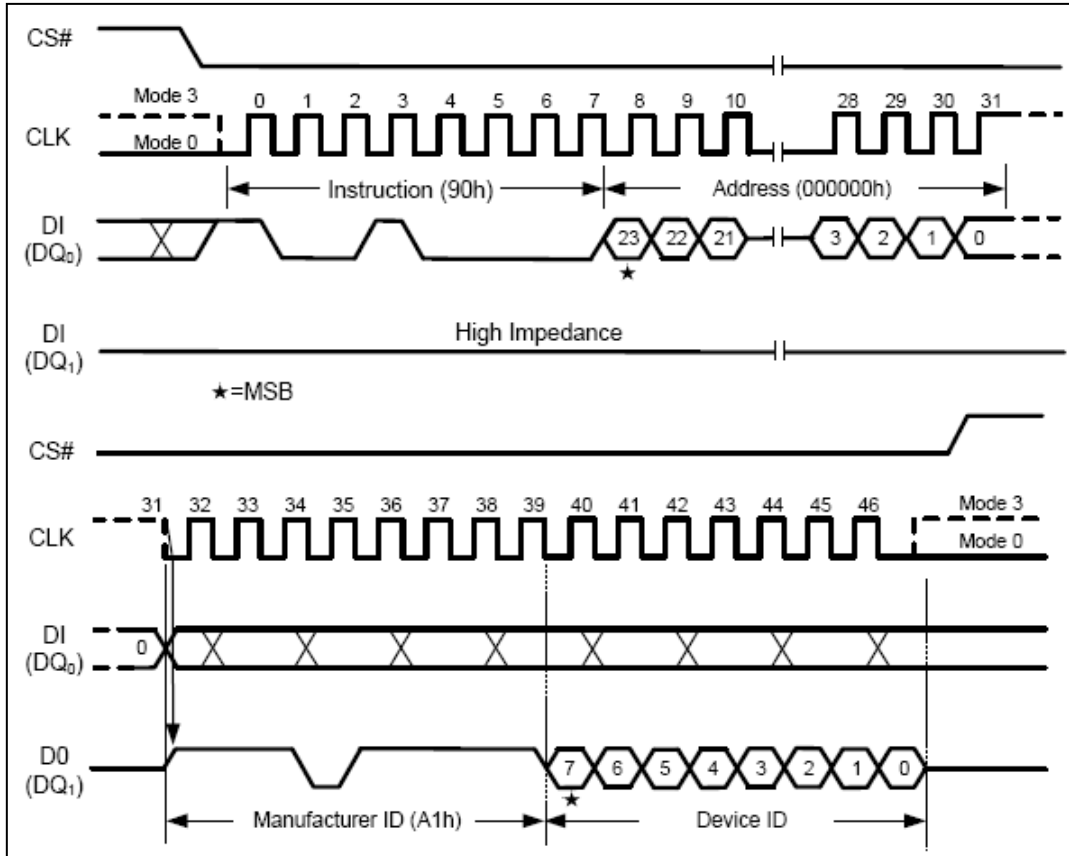 CS#
Mode 3
0 1 2 3 4 5 6 7 8 9 10 28 29 30 31
CLK
Mode 0
Instruction (90h) Address (000000h)
DI
(DQ0)
23 22 21 3 2 1 0
★
DI
(DQ1)
High Impedance
★=MSB
CS#
31 32 33 34 35 36 37 38 39 40 41 42 43 44 45 46
Mode 3
CLK
Mode 0
DI
(DQ0)
0
D0
(DQ1)
7 6 5 4 3 2 1 0
★
Manufacturer ID (A1h) Device ID